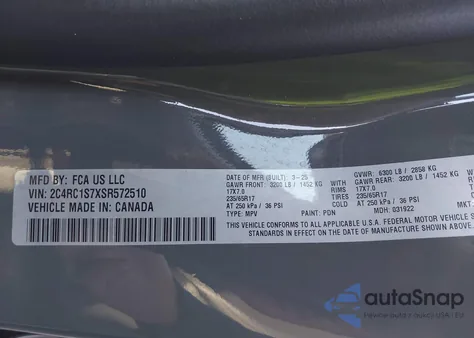 MFD BY: FCA US LLC
VIN: 2C4RC1S7XSR572510
VEHICLE MADE IN: CANADA
DATE OF MFR (BUILT): 3-25
GVWR: 6300 LB / 2858 KG
GAWR FRONT: 3200 LB / 1452 KG
GAWR REAR: 3200 LB / 1452 KG
17X7.0
17X7.0
TIRES
TIRES
235/65R17
235/65R17
AT 250 kPa / 36 PSI
AT 250 kPa / 36 PSI
TYPE: MPV
PAINT: PDN
MDH: 031922
MKT:
THIS VEHICLE CONFORMS TO ALL APPLICABLE U.S.A. FEDERAL MOTOR VEHICLE
IN EFFECT ON THE DATE OF MANUFACTURE SHOWN ABOVE.
autoSnap